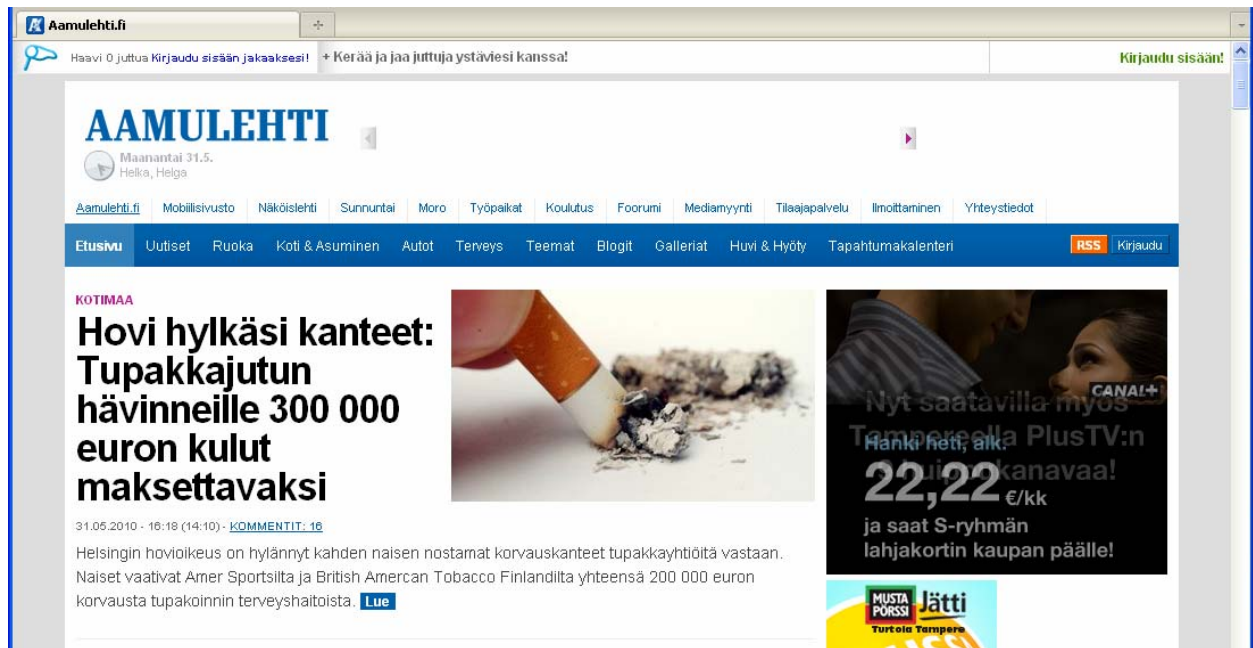 Aamulehti.fi
Haavi 0 juttua Kirjaudu sisään jakaaksesi! + Kerää ja jaa juttuja ystäviesi kanssa! Kirjaudu sisään!
AAMULEHTI
Maanantai 31.5.
Helka, Helga
Aamulehti.fi Mobiilisivusto Näköislehti Sunnuntai Moro Työpaikat Koulutus Foorumi Mediamyynti Tilaajapalvelu Ilmoittaminen Yhteystiedot
Etusivu Uutiset Ruoka Koti & Asuminen Autot Terveys Teemat Blogit Galleriat Huvi & Hyöty Tapahtumakalenteri RSS Kirjaudu
KOTIMAA
Hovi hylkäsi kanteet:
Tupakkajutun
hävinneille 300 000
euron kulut
maksettavaksi
31.05.2010 - 16:18 (14:10) - KOMMENTIT: 16
Helsingin hovioikeus on hylännyt kahden naisen nostamat korvauskanteet tupakkayhtiöitä vastaan.
Naiset vaativat Amer Sportsilta ja British Amercan Tobacco Finlandilta yhteensä 200 000 euron
korvausta tupakoinnin terveyshaitoista. Lue
CANAL+
Nyt saatavilla myös
Tampereella PlusTV:n
Hanki heti, alk.
22,22 €/kk
ja saat S-ryhmän
lahjakortin kaupan päälle!
MUSTA
PÖRSSI Jätti
Turtola Tampere